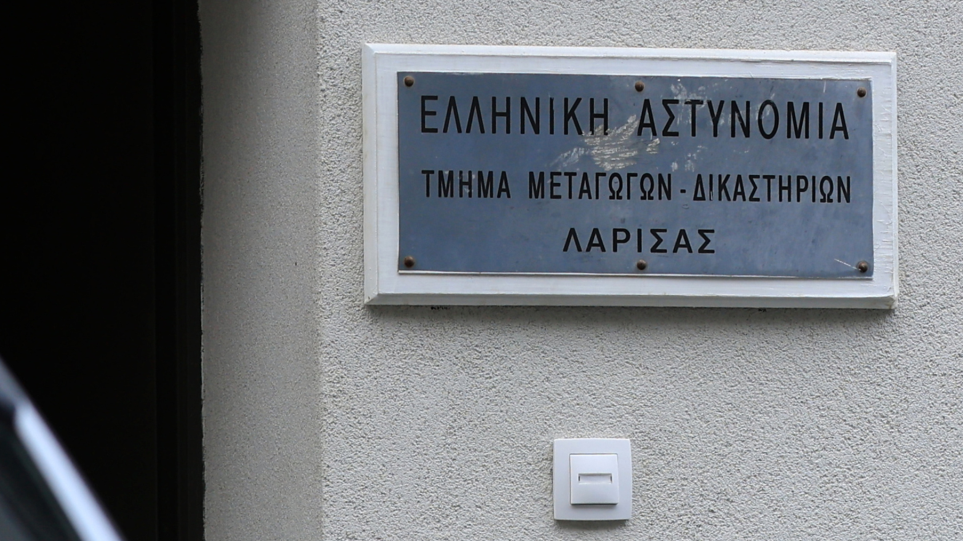 ΕΛΛΗΝΙΚΗ ΑΣΤΥΝΟΜΙΑ
ΤΜΗΜΑ ΜΕΤΑΓΩΓΩΝ - ΔΙΚΑΣΤΗΡΙΩΝ
ΛΑΡΙΣΑΣ